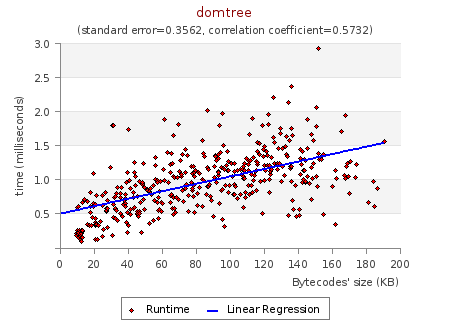 domtree
(standard error=0.3562, correlation coefficient=0.5732)
3.0
2.5
2.0
1.5
1.0
0.5
time (milliseconds)
0 20 40 60 80 100 120 140 160 180 200
Bytecodes' size (KB)
Runtime Linear Regression